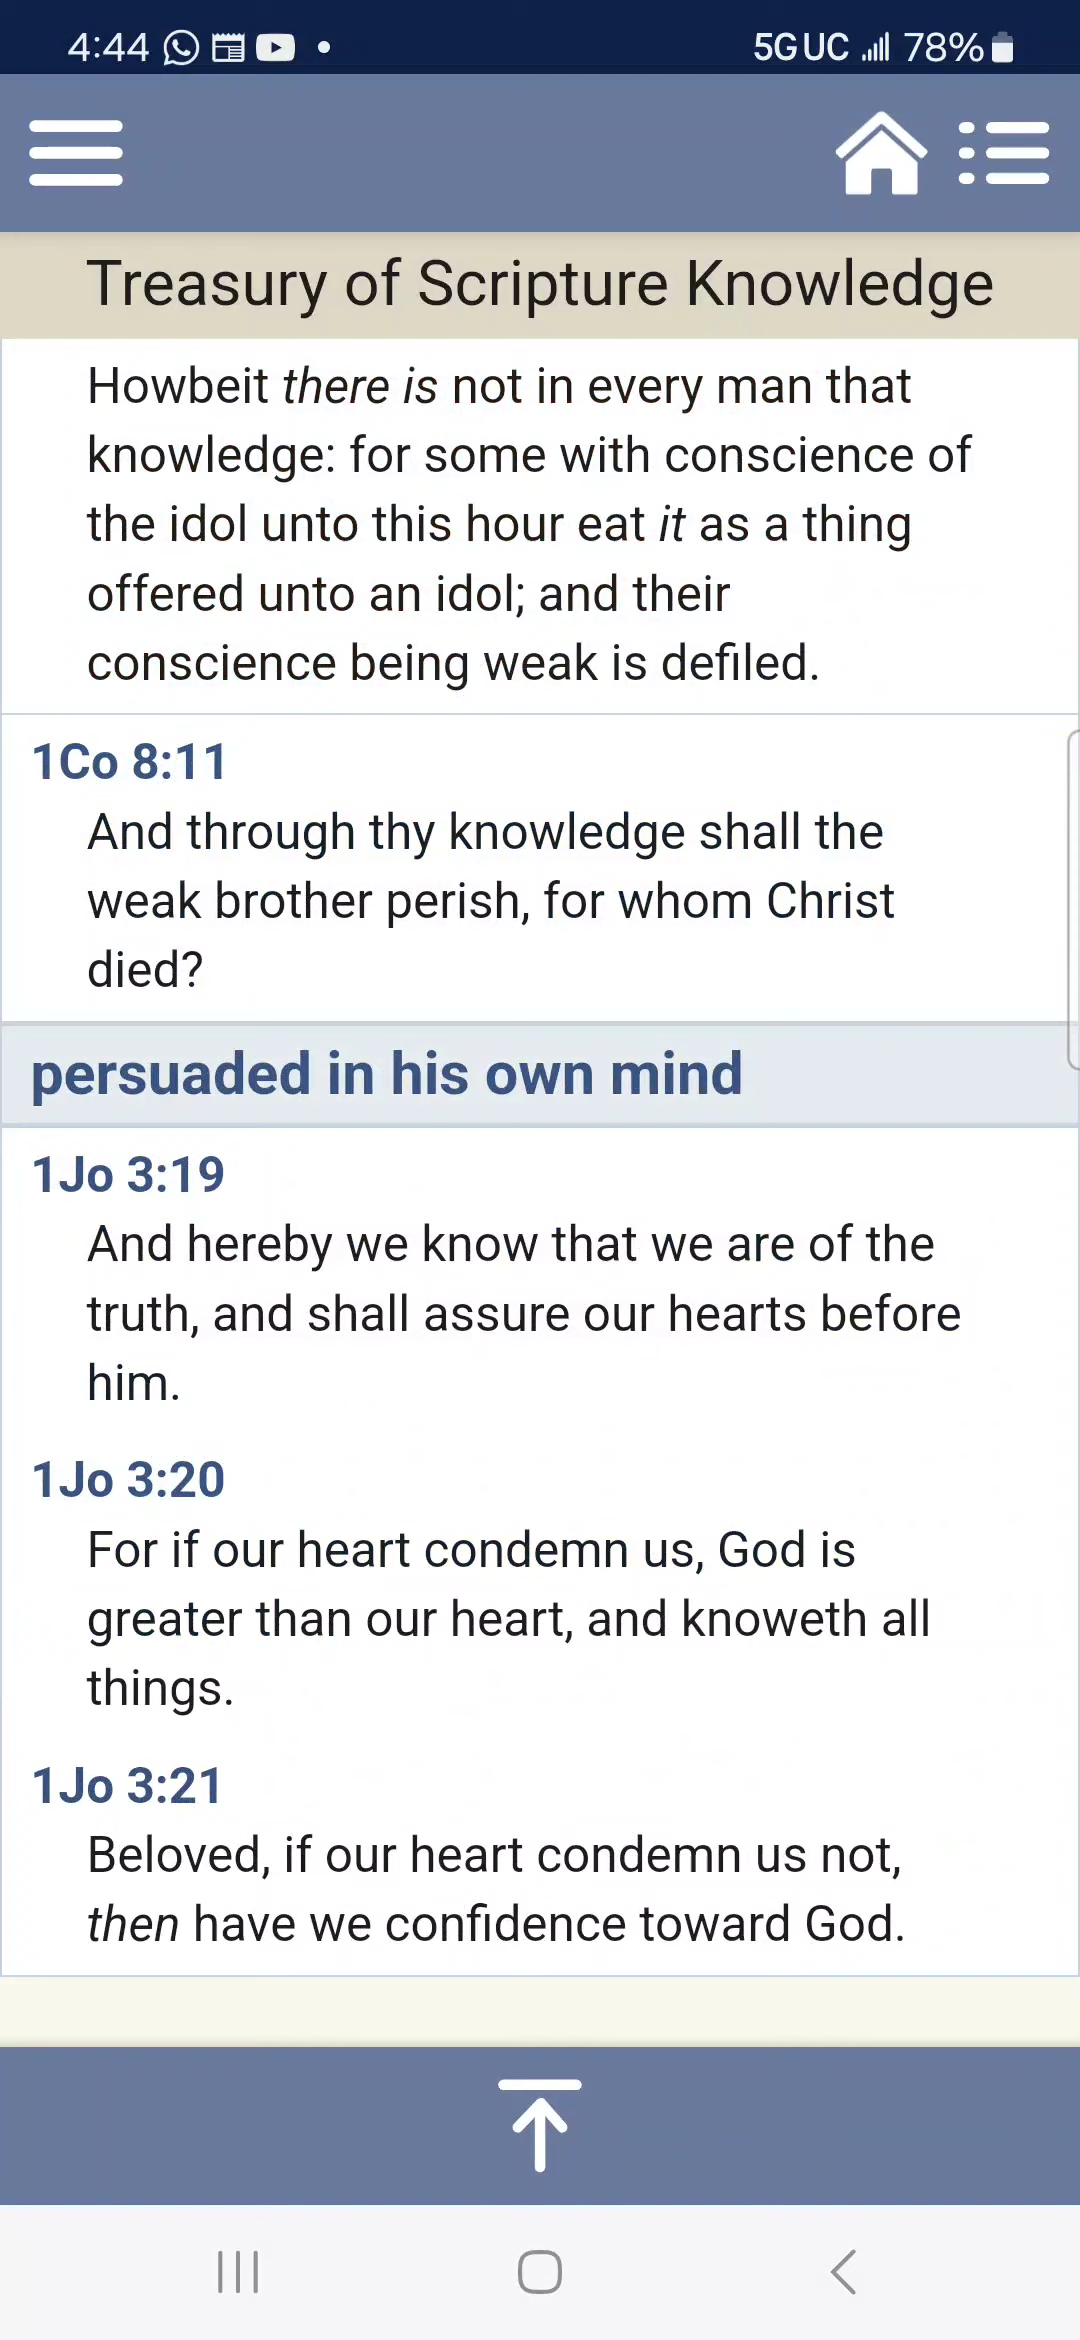 4:44 5G UC 78%
Treasury of Scripture Knowledge
Howbeit there is not in every man that
knowledge: for some with conscience of
the idol unto this hour eat it as a thing
offered unto an idol; and their
conscience being weak is defiled.
1Co 8:11
And through thy knowledge shall the
weak brother perish, for whom Christ
died?
persuaded in his own mind
1Jo 3:19
And hereby we know that we are of the
truth, and shall assure our hearts before
him.
1Jo 3:20
For if our heart condemn us, God is
greater than our heart, and knoweth all
things.
1Jo 3:21
Beloved, if our heart condemn us not,
then have we confidence toward God.